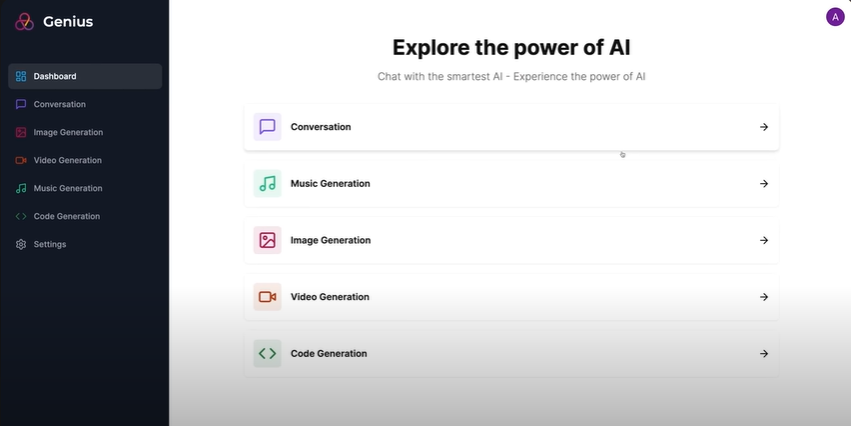 Genius
Dashboard
Conversation
Image Generation
Video Generation
Music Generation
Code Generation
Settings
A
Explore the power of AI
Chat with the smartest AI - Experience the power of AI
Conversation
Music Generation
Image Generation
Video Generation
Code Generation